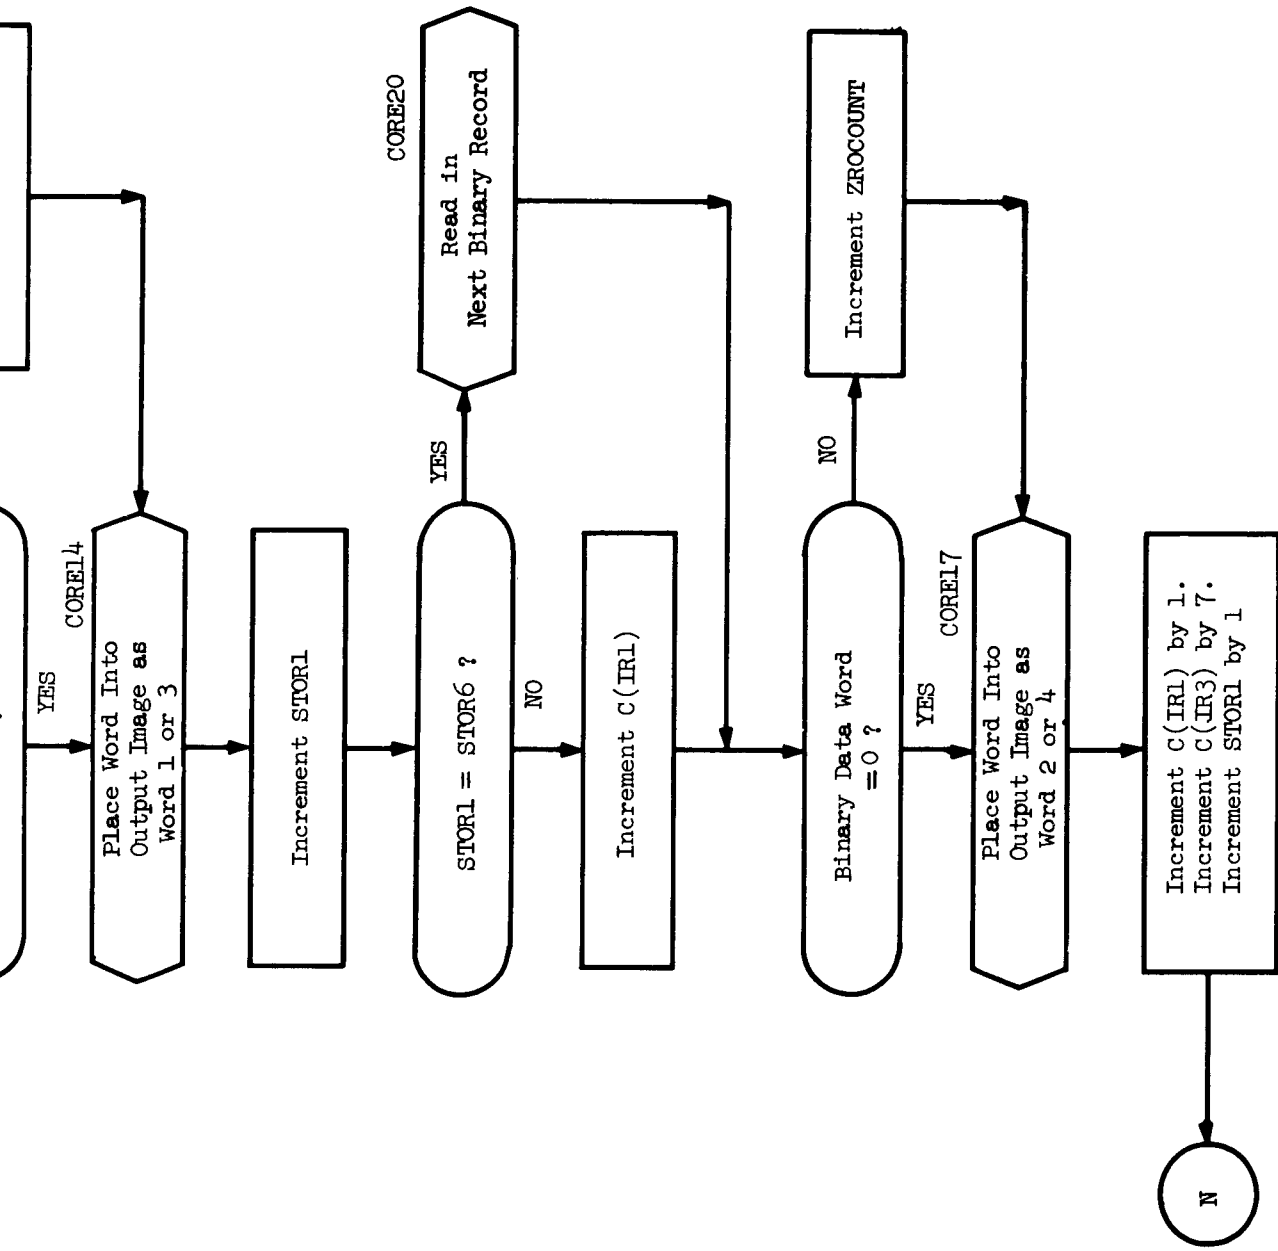 YES
CORE14
Place Word Into
Output Image as
Word 1 or 3
Increment STOR1
STOR1 = STOR6 ?
YES
CORE20
Read in
Next Binary Record
NO
Increment C(IR1)
Binary Data Word
=0 ?
NO
Increment ZROCOUNT
YES
CORE17
Place Word Into
Output Image as
Word 2 or 4
Increment C(IR1) by 1.
Increment C(IR3) by 7.
Increment STOR1 by 1
N